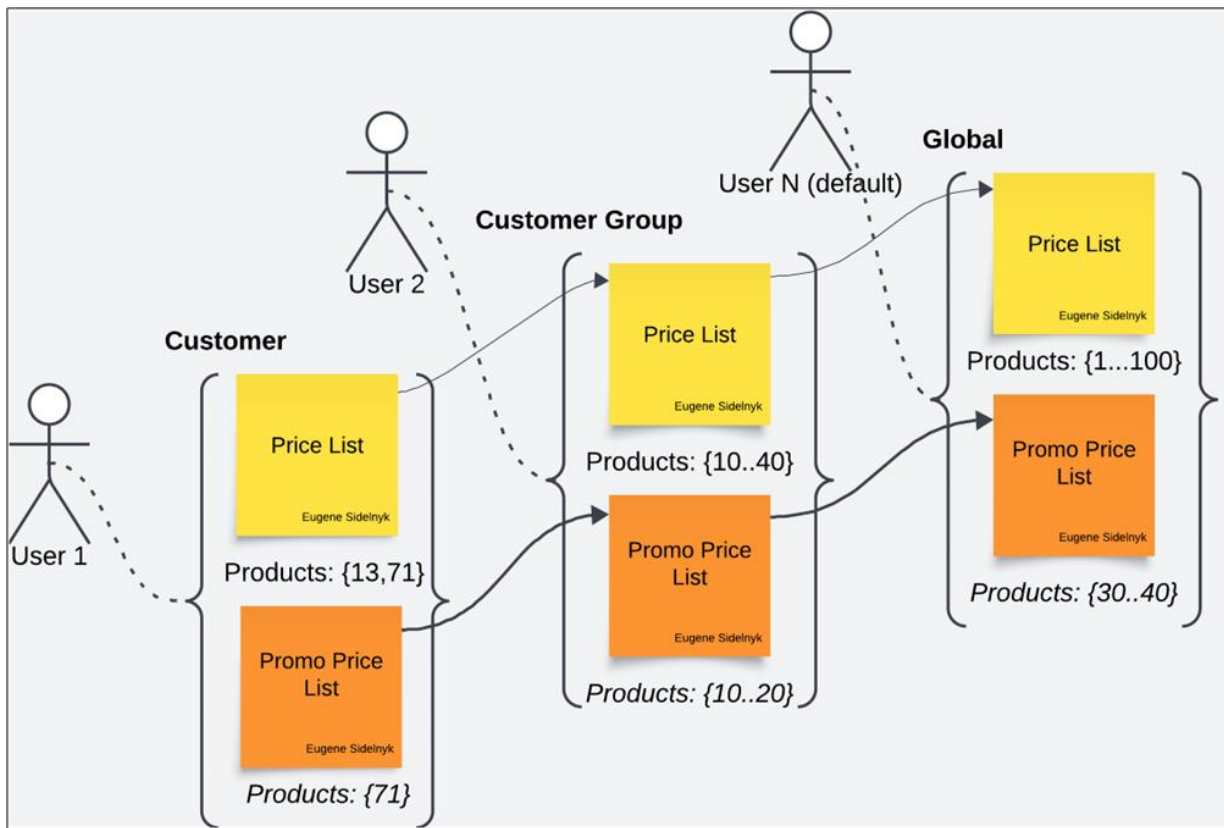 Global
User N (default)
Price List
Eugene Sidelnyk
Products: {1...100}
Promo Price
List
Eugene Sidelnyk
Products: {30..40}
User 2
Customer Group
Price List
Eugene Sidelnyk
Products: {10..40}
Promo Price
List
Eugene Sidelnyk
Products: {10..20}
Customer
User 1
Price List
Eugene Sidelnyk
Products: {13,71}
Promo Price
List
Eugene Sidelnyk
Products: {71}